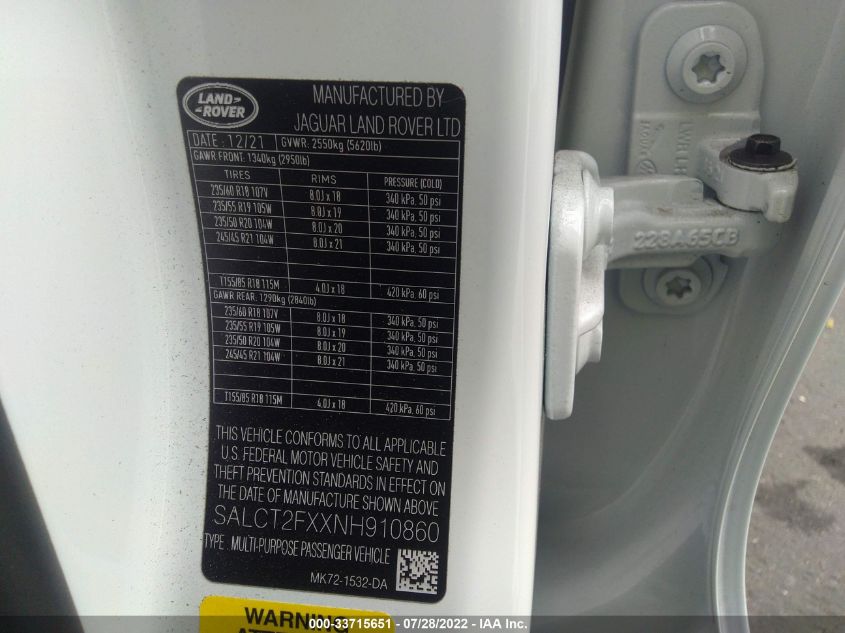 LAND
ROVER
MANUFACTURED BY
JAGUAR LAND ROVER LTD
DATE: 12/21 GVWR: 2550kg (5620lb)
GAWR FRONT: 1340kg (2950lb)
TIRES RIMS PRESSURE (COLD)
235/60 R18 107V 8.0J x 18 340 kPa, 50 psi
235/55 R19 105W 8.0J x 19 340 kPa, 50 psi
235/50 R20 104W 8.0J x 20 340 kPa, 50 psi
245/45 R21 104W 8.0J x 21 340 kPa, 50 psi
T155/85 R18 115M 4.0J x 18 420 kPa, 60 psi
GAWR REAR: 1290kg (2840lb)
235/60 R18 107V 8.0J x 18 340 kPa, 50 psi
235/55 R19 105W 8.0J x 19 340 kPa, 50 psi
235/50 R20 104W 8.0J x 20 340 kPa, 50 psi
245/45 R21 104W 8.0J x 21 340 kPa, 50 psi
T155/85 R18 115M 4.0J x 18 420 kPa, 60 psi
THIS VEHICLE CONFORMS TO ALL APPLICABLE
U.S. FEDERAL MOTOR VEHICLE SAFETY AND
THEFT PREVENTION STANDARDS IN EFFECT ON
THE DATE OF MANUFACTURE SHOWN ABOVE
SALCT2FXXNH910860
TYPE: MULTI-PURPOSE PASSENGER VEHICLE
MK72-1532-DA
WARNING
228A65CB
000-33715651 / 07/28/2022 - IAA Inc.